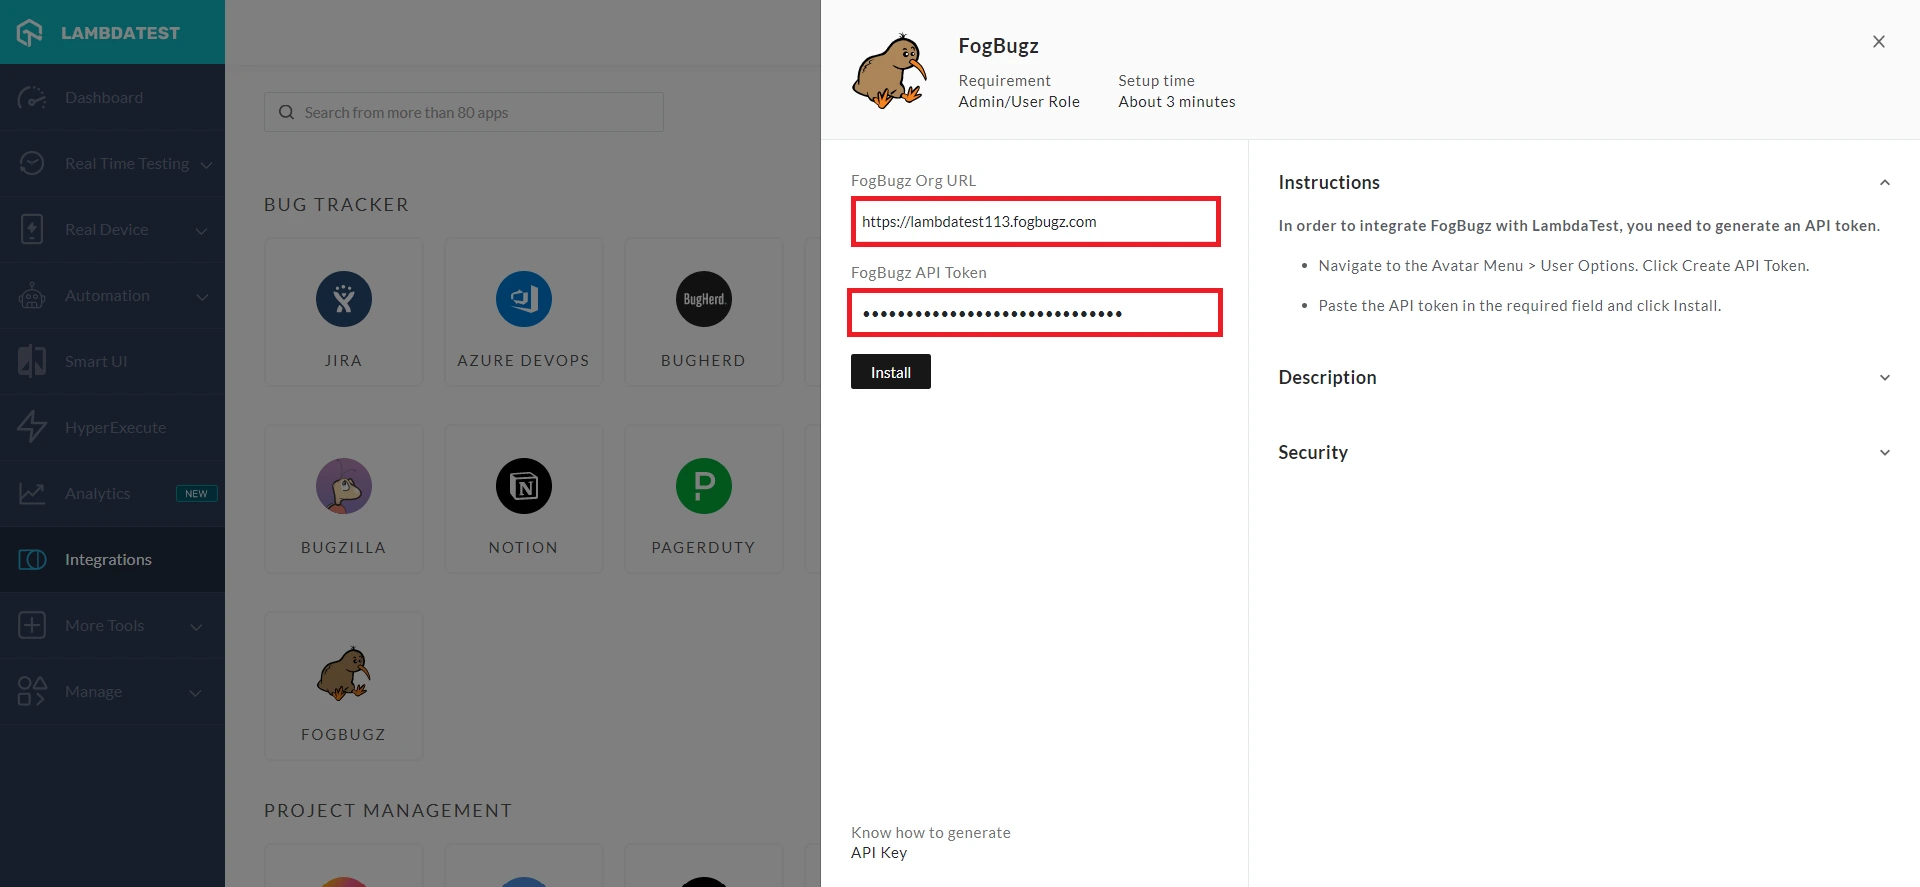 LAMBDATEST
Dashboard
Real Time Testing
Real Device
Automation
Smart UI
HyperExecute
Analytics NEW
Integrations
More Tools
Manage
Search from more than 80 apps
BUG TRACKER
JIRA
AZURE DEVOPS
BugHerd.
BUGHERD
BUGZILLA
NOTION
PAGERDUTY
FOGBUGZ
PROJECT MANAGEMENT
FogBugz
Requirement
Admin/User Role
Setup time
About 3 minutes
FogBugz Org URL
https://lambdatest113.fogbugz.com
FogBugz API Token
••••••••••••••••••••••••••••••
Install
Know how to generate
API Key
Instructions
In order to integrate FogBugz with LambdaTest, you need to generate an API token.
• Navigate to the Avatar Menu > User Options. Click Create API Token.
• Paste the API token in the required field and click Install.
Description
Security